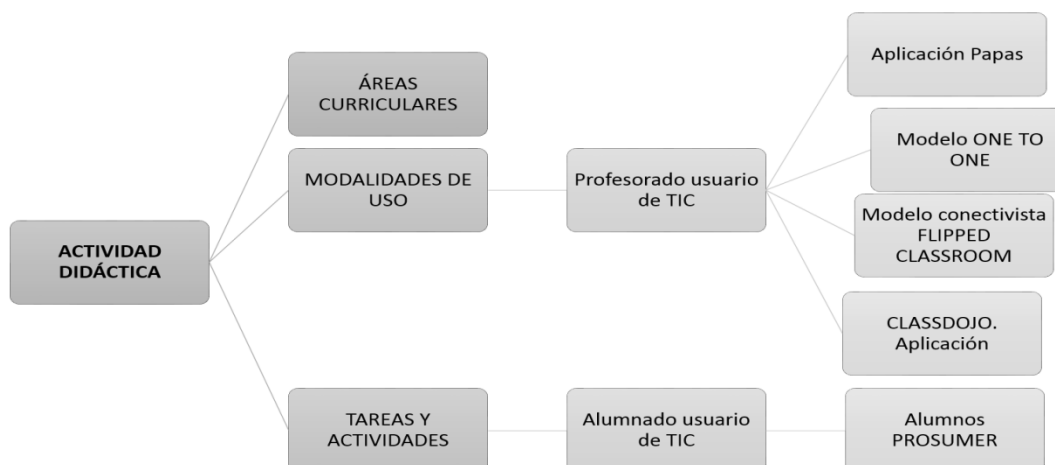 ACTIVIDAD
DIDÁCTICA
ÁREAS
CURRICULARES
MODALIDADES DE
USO
TAREAS Y
ACTIVIDADES
Profesorado usuario
de TIC
Alumnado usuario
de TIC
Aplicación Papas
Modelo ONE TO
ONE
Modelo conectivista
FLIPPED
CLASSROOM
CLASSDOJO.
Aplicación
Alumnos
PROSUMER